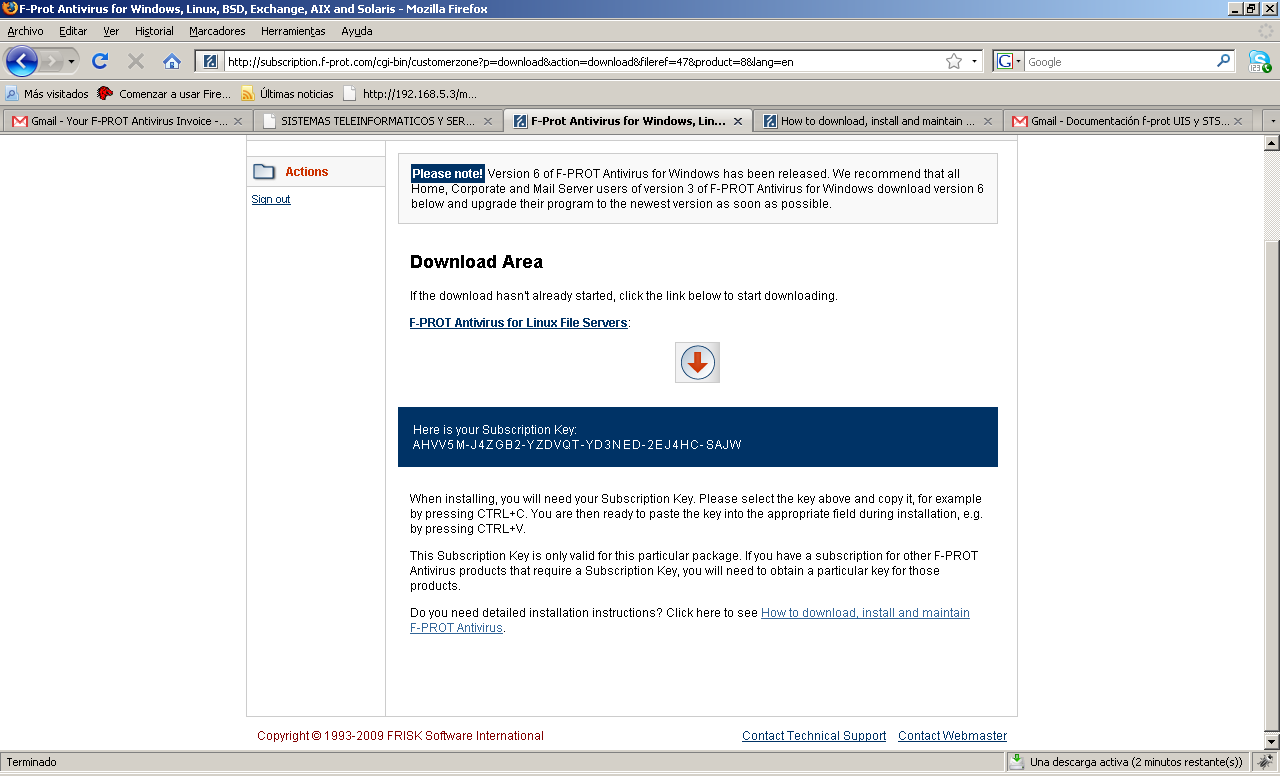 F-Prot Antivirus for Windows, Linux, BSD, Exchange, AIX and Solaris - Mozilla Firefox
Archivo Editar Ver Historial Marcadores Herramientas Ayuda
http://subscription.f-prot.com/cgi-bin/customerzone?p=download&action=download&fileref=47&product=6&lang=en
G Google
Más visitados Comenzar a usar Fire... Últimas noticias http://192.168.5.3/m...
Gmail - Your F-PROT Antivirus Invoice -... SISTEMAS TELEINFORMATICOS Y SER... F-Prot Antivirus for Windows, Lin... How to download, install and maintain ... Gmail - Documentación f-prot UIS y STS...
Actions
Sign out
Please note! Version 6 of F-PROT Antivirus for Windows has been released. We recommend that all
Home, Corporate and Mail Server users of version 3 of F-PROT Antivirus for Windows download version 6
below and upgrade their program to the newest version as soon as possible.
Download Area
If the download hasn't already started, click the link below to start downloading.
F-PROT Antivirus for Linux File Servers:
Here is your Subscription Key:
AHVV5M-J4ZGB2-YZDVQT-YD3NED-2EJ4HC-SAJW
When installing, you will need your Subscription Key. Please select the key above and copy it, for example
by pressing CTRL+C. You are then ready to paste the key into the appropriate field during installation, e.g.
by pressing CTRL+V.
This Subscription Key is only valid for this particular package. If you have a subscription for other F-PROT
Antivirus products that require a Subscription Key, you will need to obtain a particular key for those
products.
Do you need detailed installation instructions? Click here to see How to download, install and maintain
F-PROT Antivirus.
Copyright © 1993-2009 FRISK Software International
Contact Technical Support Contact Webmaster
Terminado
Una descarga activa (2 minutos restante(s))